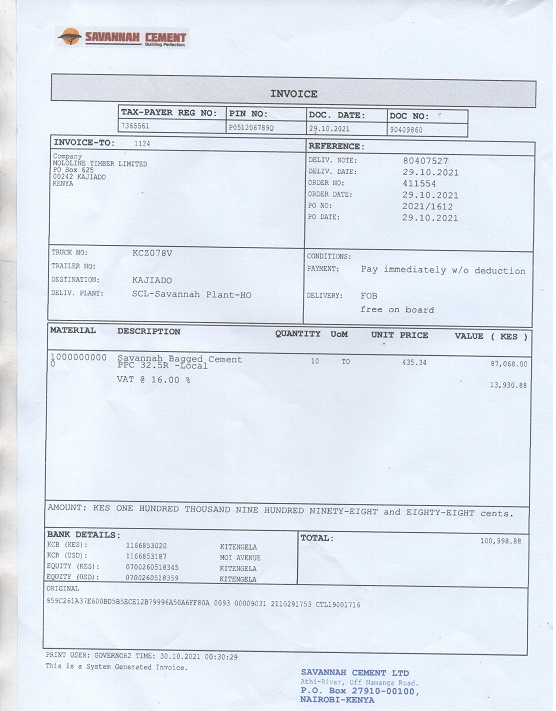 SAVANNAH CEMENT
Building Perfection
INVOICE
TAX-PAYER REG NO: PIN NO: DOC. DATE: DOC NO:
7365561 P051206789Q 29.10.2021 90409860
INVOICE-TO: 1124
Company
MOLOLINE TIMBER LIMITED
PO Box 625
00242 KAJIADO
KENYA
REFERENCE:
DELIV. NOTE: 80407527
DELIV. DATE: 29.10.2021
ORDER NO: 411554
ORDER DATE: 29.10.2021
PO NO: 2021/1612
PO DATE: 29.10.2021
TRUCK NO: KCZ078V
TRAILER NO:
DESTINATION: KAJIADO
DELIV. PLANT: SCL-Savannah Plant-HO
CONDITIONS:
PAYMENT: Pay immediately w/o deduction
DELIVERY: FOB
free on board
MATERIAL DESCRIPTION QUANTITY UoM UNIT PRICE VALUE ( KES )
1000000000 Savannah Bagged Cement 10 TO 435.34 87,068.00
0 PPC 32.5R -Local
VAT @ 16.00 % 13,930.88
AMOUNT: KES ONE HUNDRED THOUSAND NINE HUNDRED NINETY-EIGHT and EIGHTY-EIGHT cents.
BANK DETAILS:
KCB (KES): 1166853020 KITENGELA
KCB (USD): 1166853187 MOI AVENUE
EQUITY (KES): 0700260518345 KITENGELA
EQUITY (USD): 0700260518359 KITENGELA
TOTAL: 100,998.88
ORIGINAL
959C261A37E600BD5B5ECE12B79996A50A6FF80A 0093 00009031 2110291753 CTL19001716
PRINT USER: GOVERNOR2 TIME: 30.10.2021 00:30:29
This is a System Generated Invoice.
SAVANNAH CEMENT LTD
Athi-River, Off Namanga Road.
P.O. Box 27910-00100,
NAIROBI-KENYA